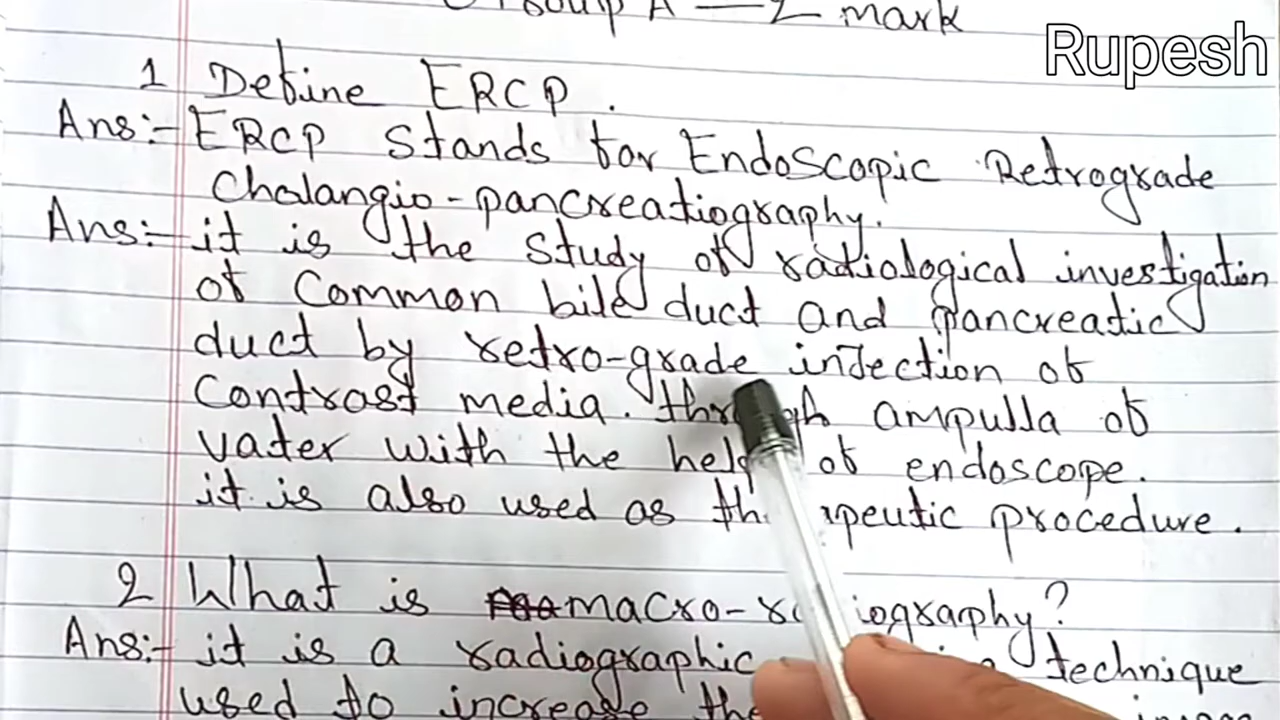 Group A — 2 mark
Rupesh
1 Define ERCP.
Ans:- ERCP Stands for Endoscopic Retrograde
Cholangio-pancreatiography.
Ans:- it is the study of radiological investigation
of Common bile duct and pancreatic
duct by retro-grade injection of
Contrast media. through ampulla of
vater with the help of endoscope.
it is also used as therapeutic procedure.
2 What is macro-radiography?
Ans:- it is a radiographic technique
used to increase the